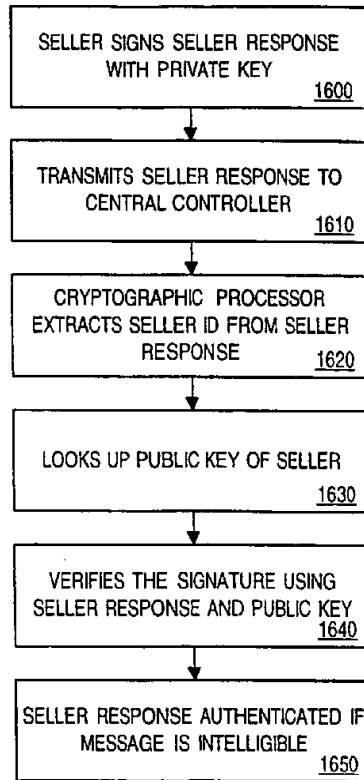 SELLER SIGNS SELLER RESPONSE
WITH PRIVATE KEY
1600
TRANSMITS SELLER RESPONSE TO
CENTRAL CONTROLLER
1610
CRYPTOGRAPHIC PROCESSOR
EXTRACTS SELLER ID FROM SELLER
RESPONSE
1620
LOOKS UP PUBLIC KEY OF SELLER
1630
VERIFIES THE SIGNATURE USING
SELLER RESPONSE AND PUBLIC KEY
1640
SELLER RESPONSE AUTHENTICATED IF
MESSAGE IS INTELLIGIBLE
1650